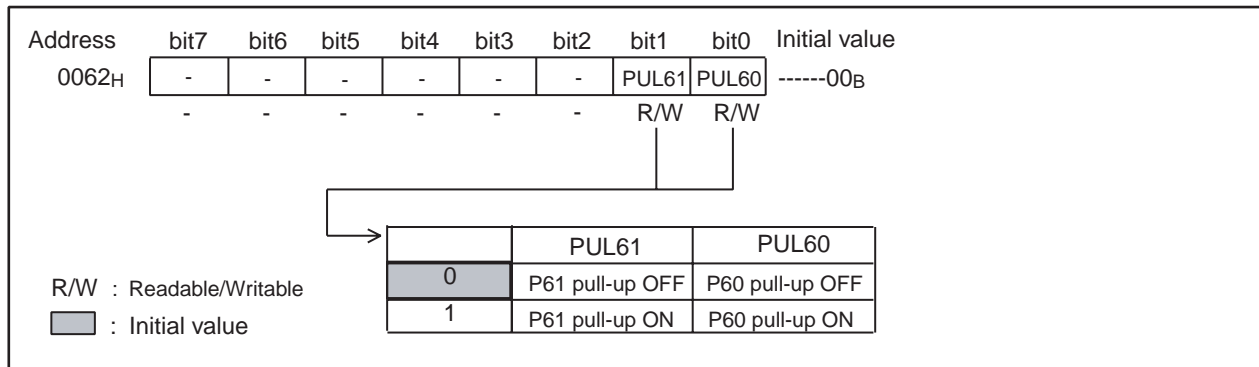 Address bit7 bit6 bit5 bit4 bit3 bit2 bit1 bit0 Initial value
0062H - - - - - - PUL61 PUL60 ------00B
- - - - - - R/W R/W
PUL61 PUL60
0 P61 pull-up OFF P60 pull-up OFF
1 P61 pull-up ON P60 pull-up ON
R/W : Readable/Writable
: Initial value